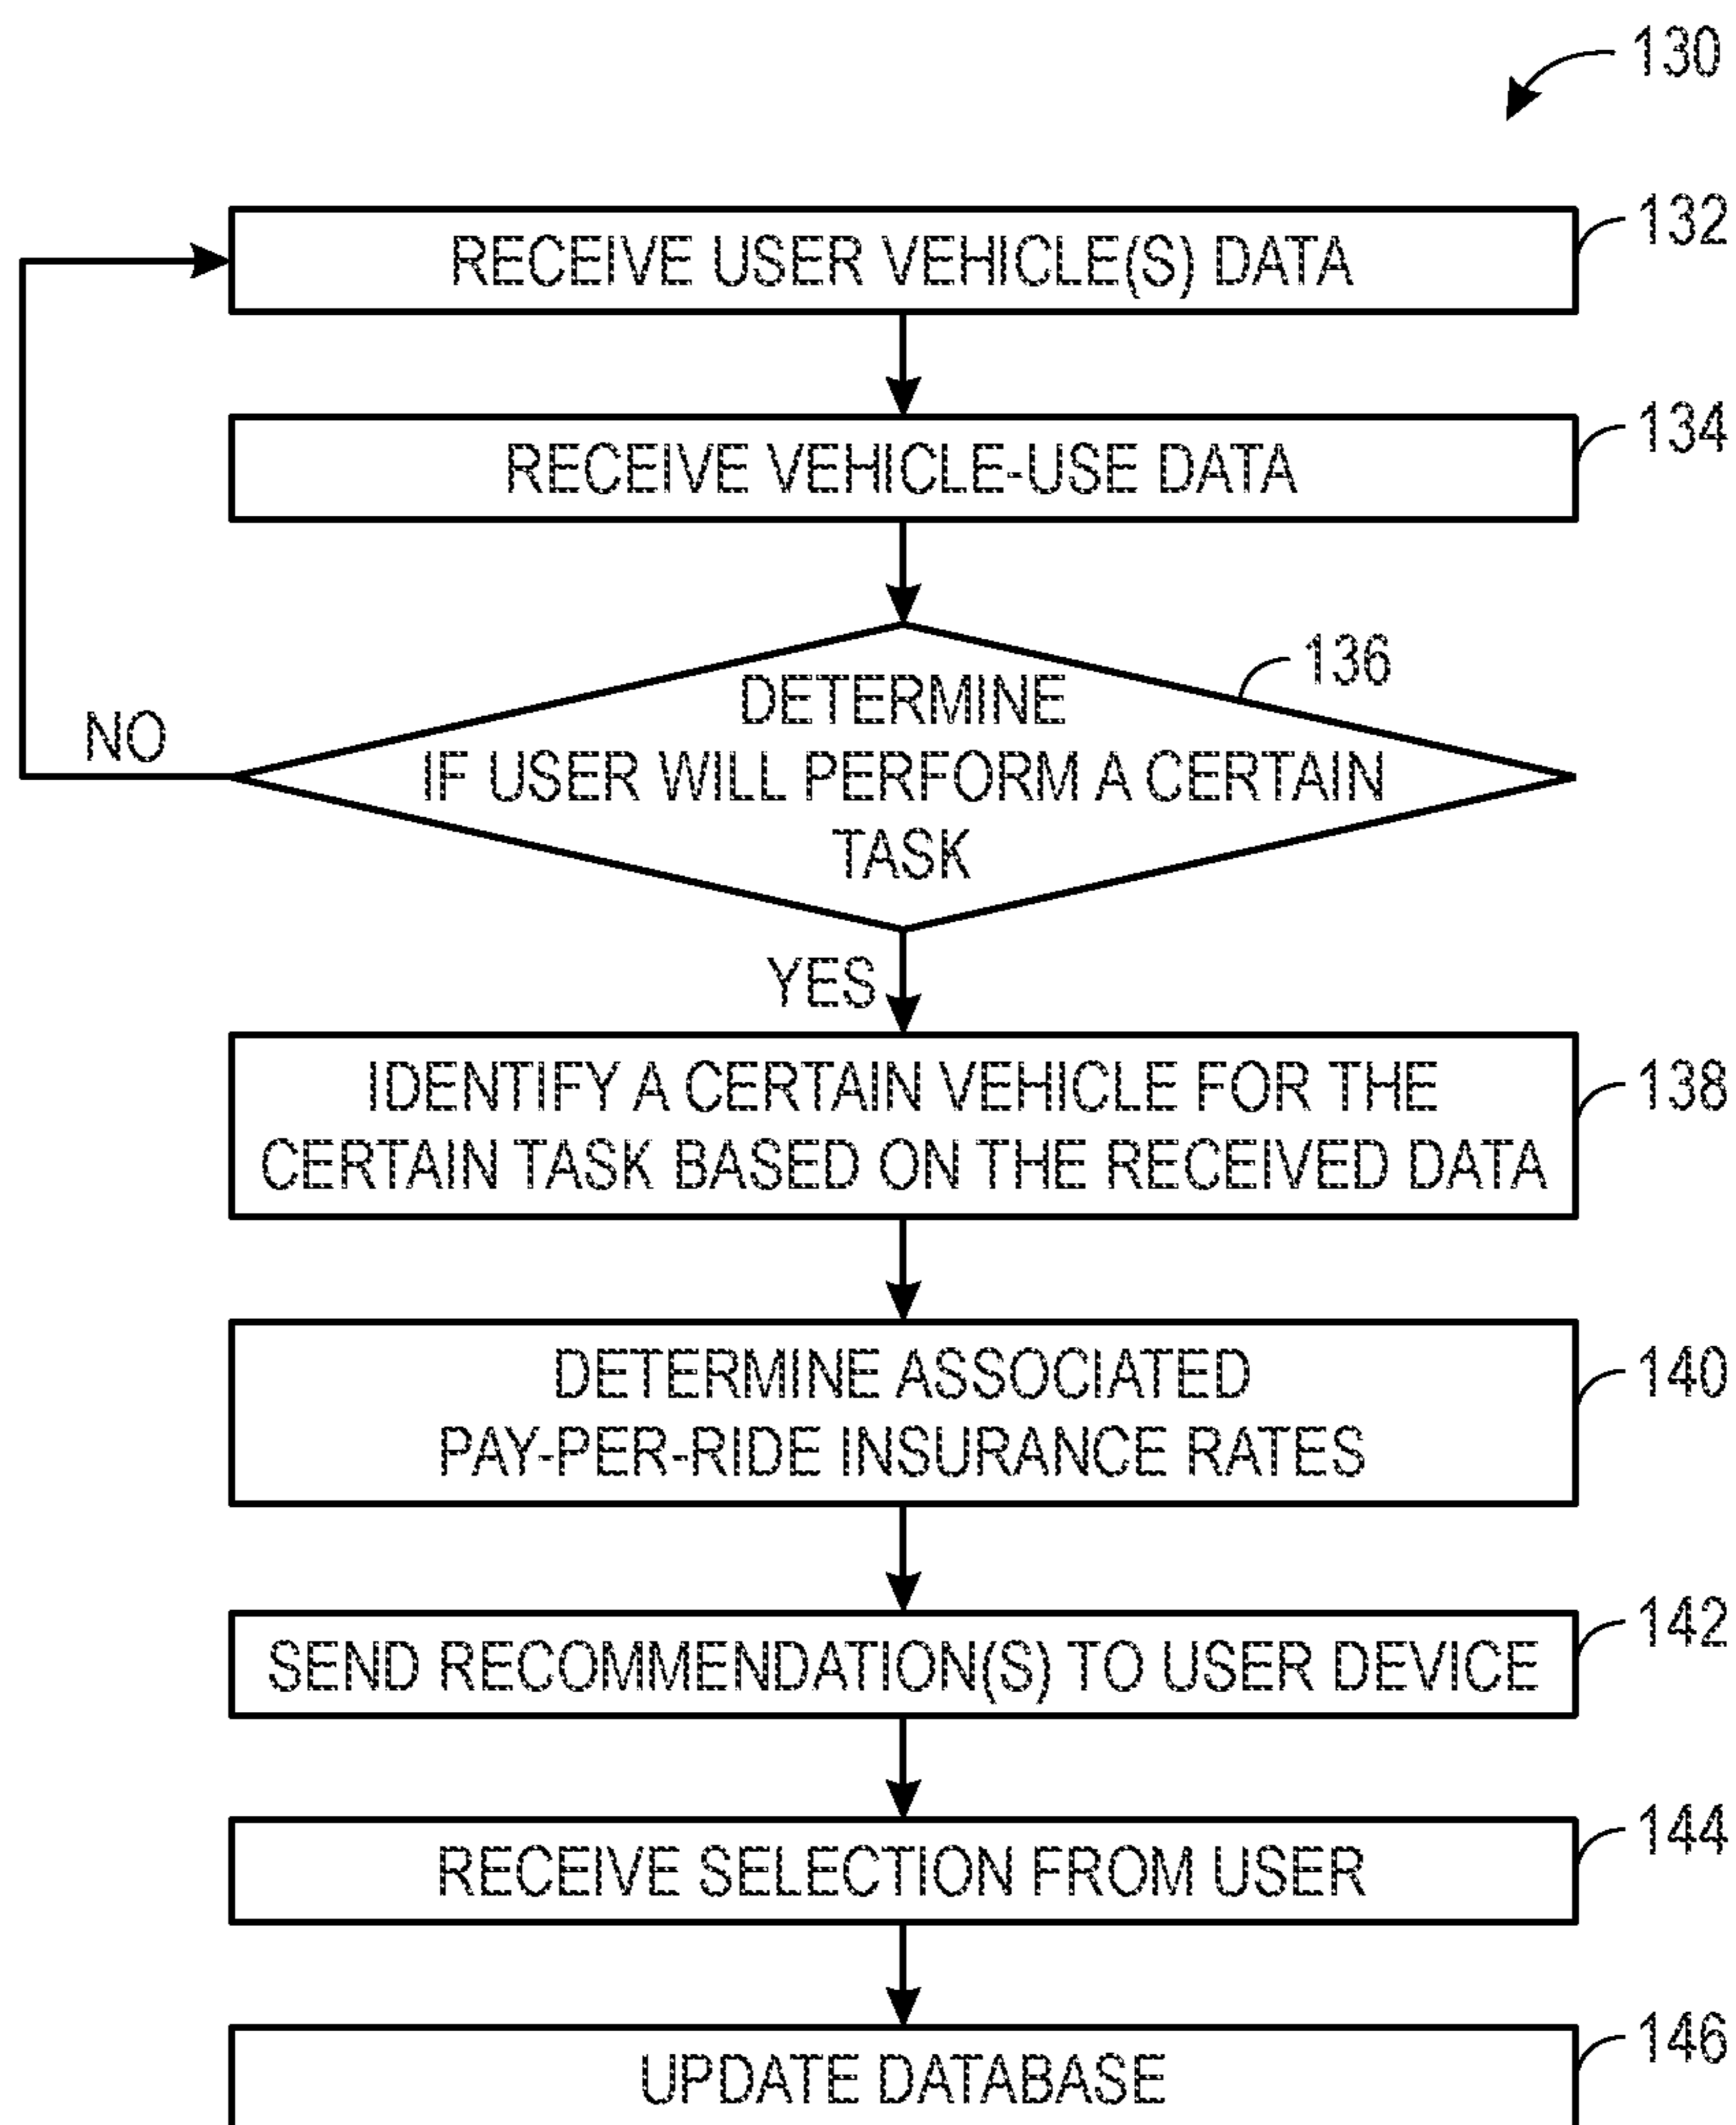 130
RECEIVE USER VEHICLE(S) DATA
132
RECEIVE VEHICLE-USE DATA
134
136
DETERMINE
IF USER WILL PERFORM A CERTAIN
TASK
NO
YES
IDENTIFY A CERTAIN VEHICLE FOR THE
CERTAIN TASK BASED ON THE RECEIVED DATA
138
DETERMINE ASSOCIATED
PAY-PER-RIDE INSURANCE RATES
140
SEND RECOMMENDATION(S) TO USER DEVICE
142
RECEIVE SELECTION FROM USER
144
UPDATE DATABASE
146